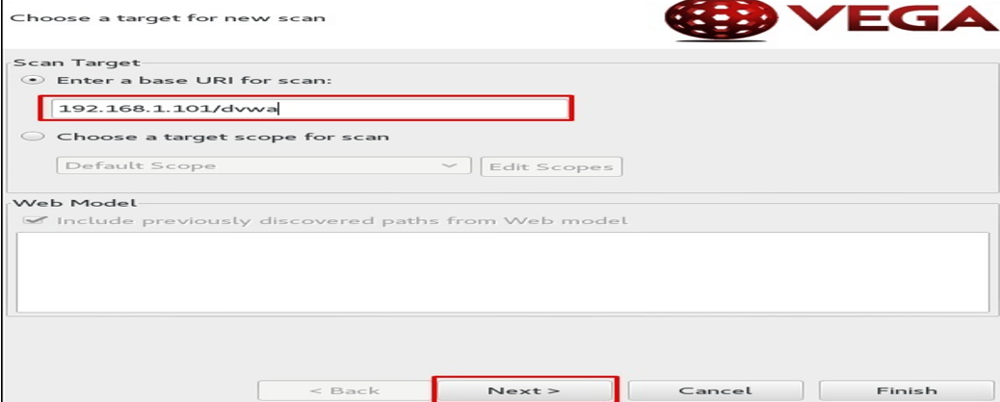 Choose a target for new scan
VEGA
Scan Target
Enter a base URI for scan:
192.168.1.101/dvwa
Choose a target scope for scan
Default Scope Edit Scopes
Web Model
Include previously discovered paths from Web model
< Back Next > Cancel Finish